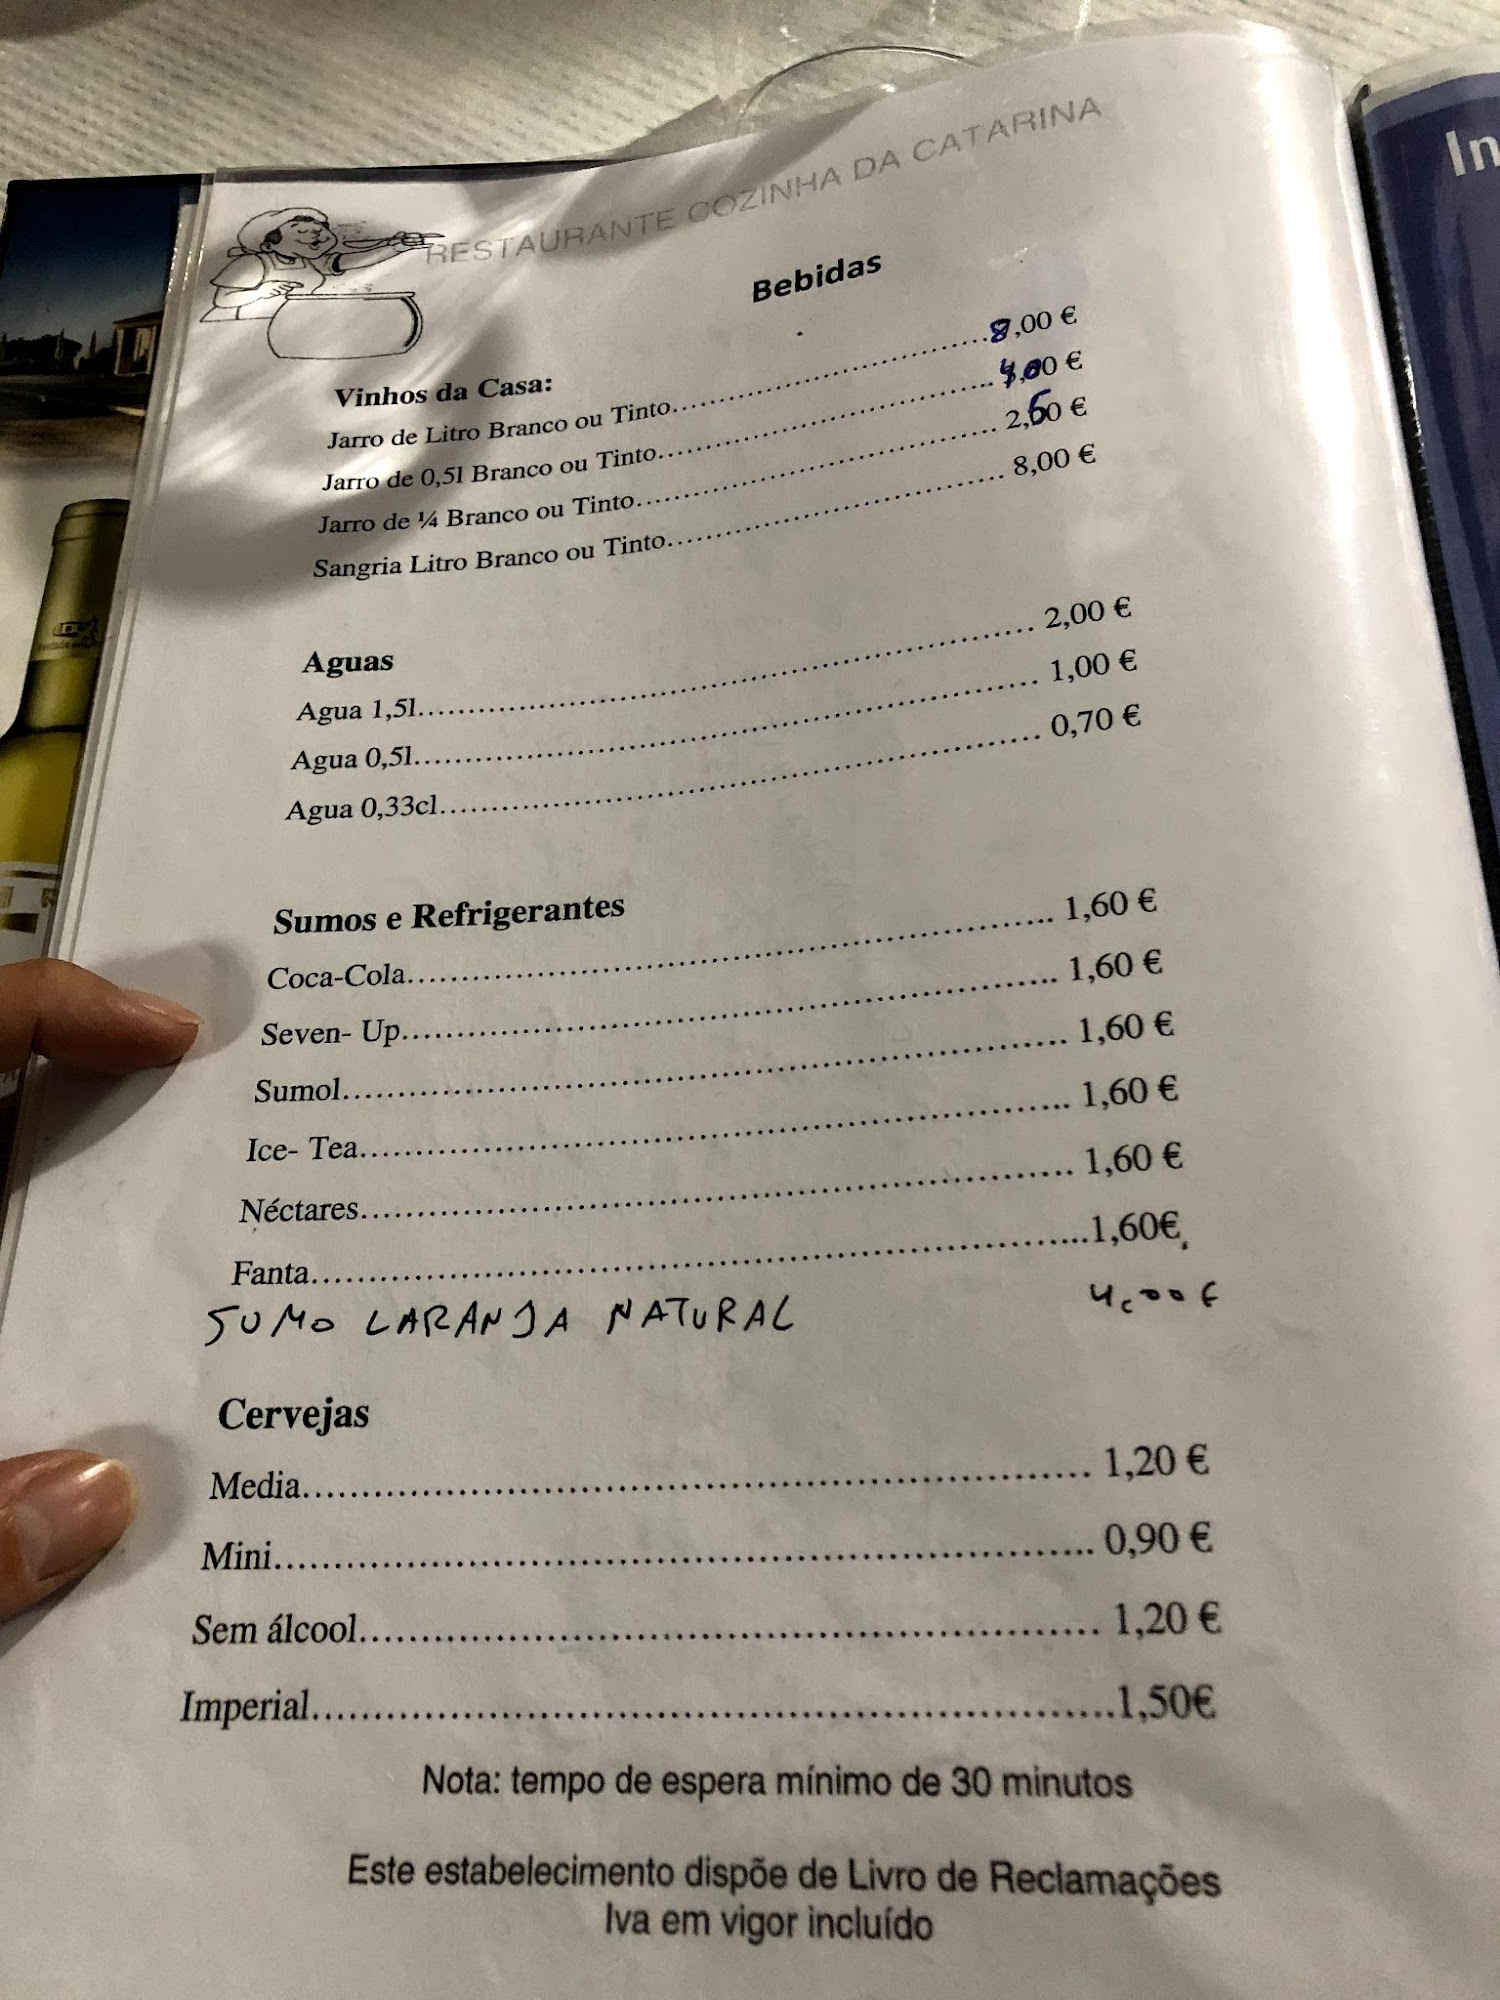 In
RESTAURANTE COZINHA DA CATARINA
Bebidas
Vinhos da Casa:
Jarro de Litro Branco ou Tinto........................................8,00 €
Jarro de 0,5l Branco ou Tinto........................................ 4,00 €
Jarro de ¼ Branco ou Tinto........................................ 2,50 €
Sangria Litro Branco ou Tinto........................................ 8,00 €
Aguas
Agua 1,5l........................................ 2,00 €
Agua 0,5l........................................ 1,00 €
Agua 0,33cl........................................ 0,70 €
Sumos e Refrigerantes
Coca-Cola........................................ 1,60 €
Seven- Up........................................ 1,60 €
Sumol........................................ 1,60 €
Ice- Tea........................................ 1,60 €
Néctares........................................ 1,60 €
Fanta........................................1,60€
SUMO LARANJA NATURAL 4,00 €
Cervejas
Media........................................ 1,20 €
Mini........................................ 0,90 €
Sem álcool........................................ 1,20 €
Imperial........................................1,50€
Nota: tempo de espera mínimo de 30 minutos
Este estabelecimento dispõe de Livro de Reclamações
Iva em vigor incluído